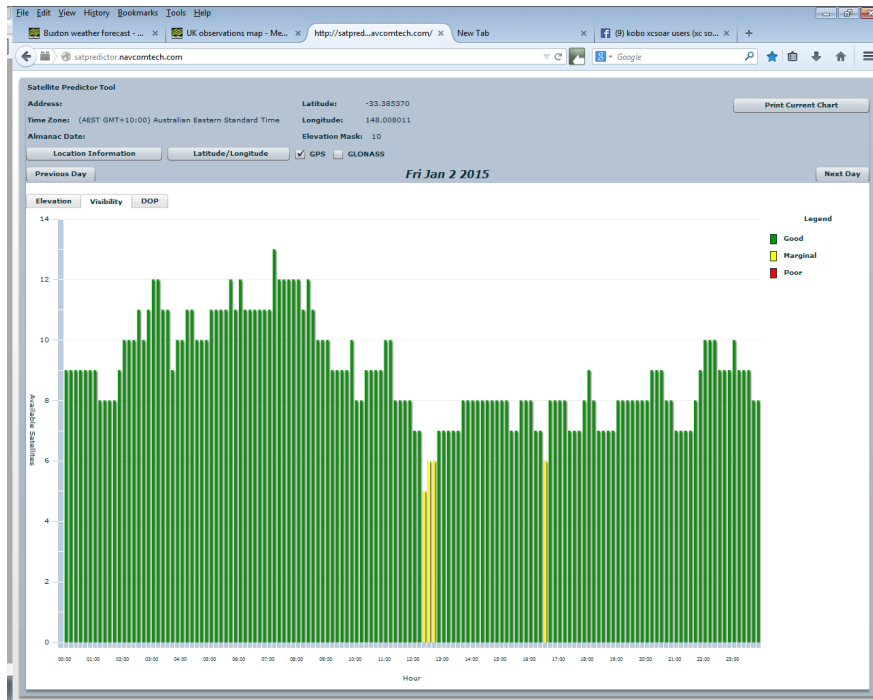 File Edit View History Bookmarks Tools Help
Buxton weather forecast - ... × UK observations map - Me... × http://satpred...avcomtech.com/ × New Tab × (9) kobo xcsoar users (xc so... × +
satpredictor.navcomtech.com Google
Satellite Predictor Tool
Address: Latitude: -33.385370
Print Current Chart
Time Zone: (AEST GMT+10:00) Australian Eastern Standard Time Longitude: 148.008011
Almanac Date: Elevation Mask: 10
Location Information Latitude/Longitude GPS GLONASS
Previous Day Fri Jan 2 2015 Next Day
Elevation Visibility DOP
Legend
Good
Marginal
Poor
14
12
10
8
6
4
2
0
Available Satellites
00:00 01:00 02:00 03:00 04:00 05:00 06:00 07:00 08:00 09:00 10:00 11:00 12:00 13:00 14:00 15:00 16:00 17:00 18:00 19:00 20:00 21:00 22:00 23:00
Hour